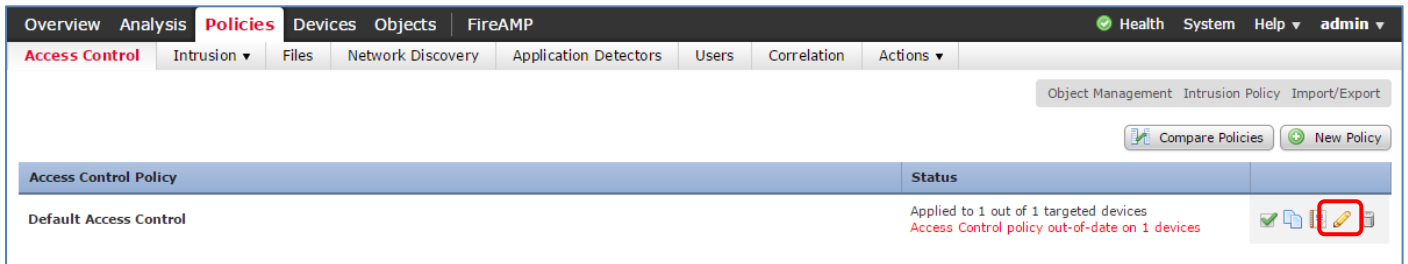 Overview Analysis Policies Devices Objects FireAMP Health System Help ▾ admin ▾
Access Control Intrusion ▾ Files Network Discovery Application Detectors Users Correlation Actions ▾
Object Management Intrusion Policy Import/Export
Compare Policies New Policy
Access Control Policy Status
Default Access Control Applied to 1 out of 1 targeted devices
Access Control policy out-of-date on 1 devices